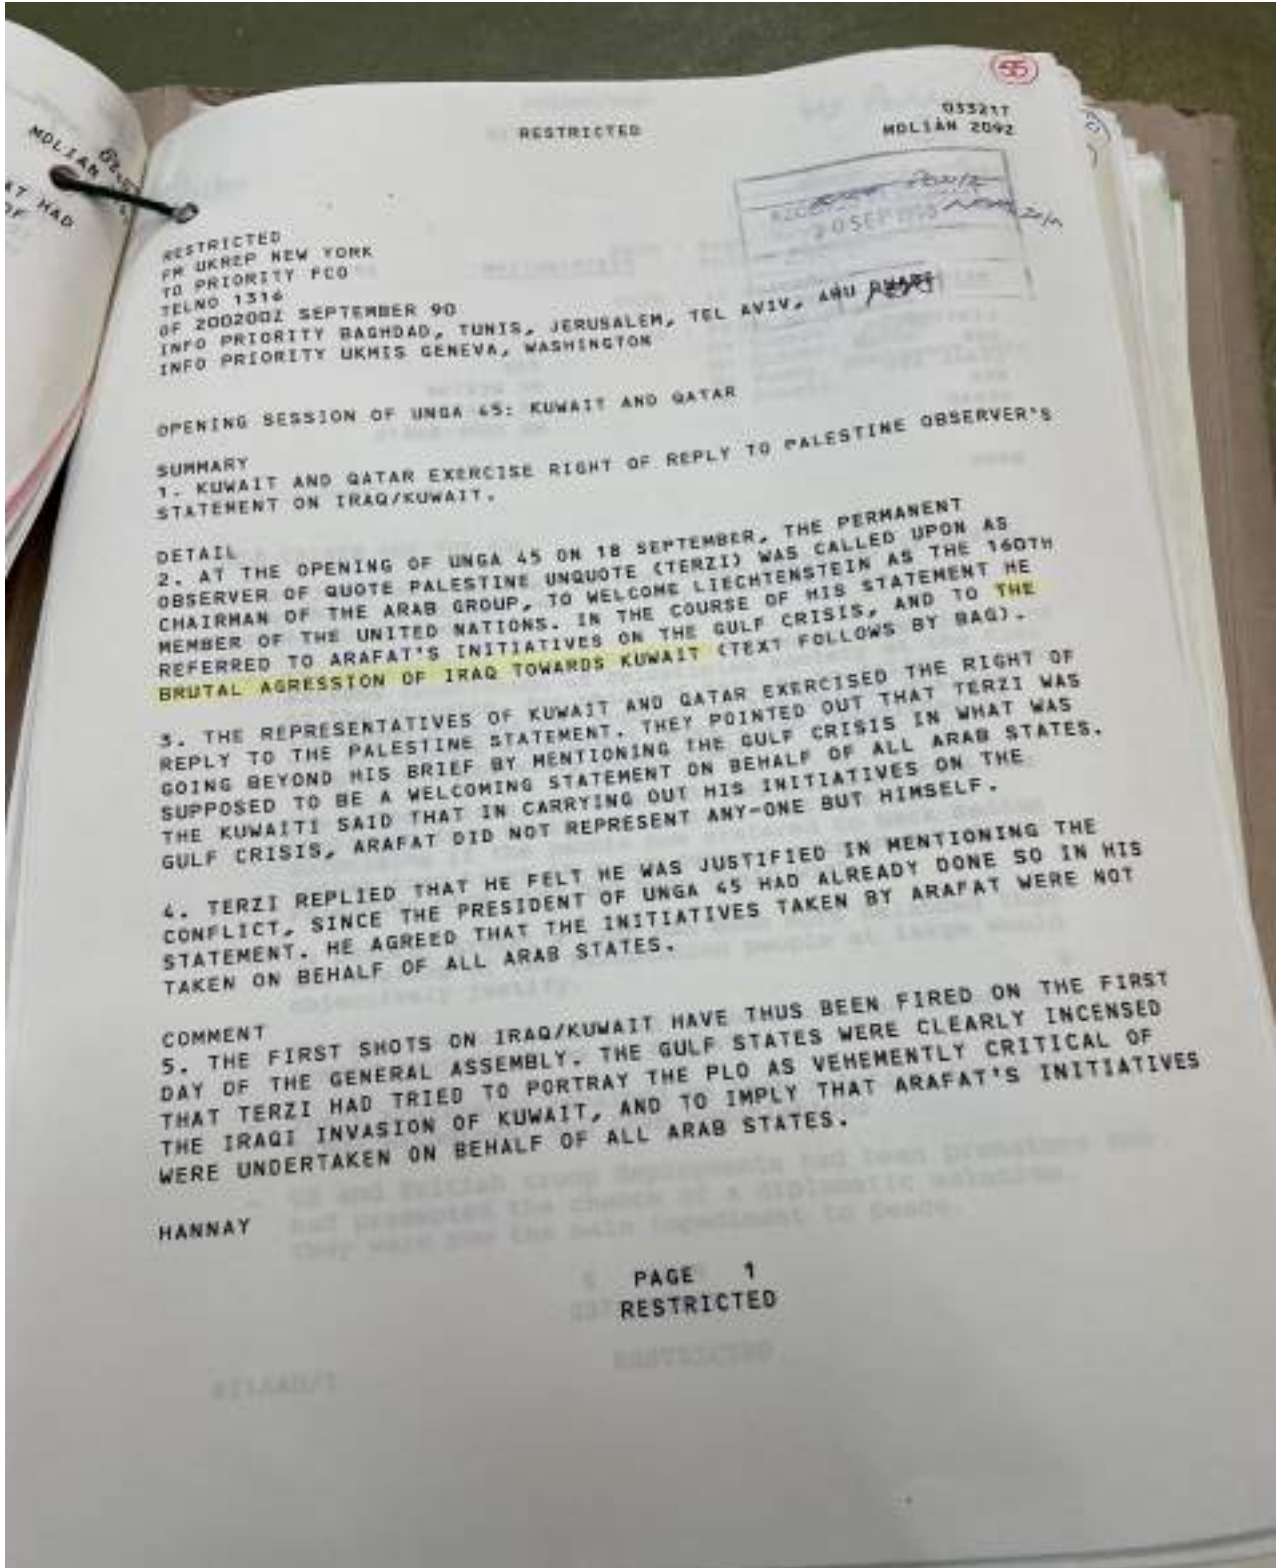 55
033217
MDLIAN 2092
RESTRICTED
MDLIAN
AT HAD
OF
20 SEP 1990
RESTRICTED
FM UKREP NEW YORK
TO PRIORITY FCO
TELNO 1316
OF 200200Z SEPTEMBER 90
INFO PRIORITY BAGHDAD, TUNIS, JERUSALEM, TEL AVIV, ABU DHABI
INFO PRIORITY UKMIS GENEVA, WASHINGTON
OPENING SESSION OF UNGA 45: KUWAIT AND QATAR
SUMMARY
1. KUWAIT AND QATAR EXERCISE RIGHT OF REPLY TO PALESTINE OBSERVER'S
STATEMENT ON IRAQ/KUWAIT.
DETAIL
2. AT THE OPENING OF UNGA 45 ON 18 SEPTEMBER, THE PERMANENT
OBSERVER OF QUOTE PALESTINE UNQUOTE (TERZI) WAS CALLED UPON AS
CHAIRMAN OF THE ARAB GROUP, TO WELCOME LIECHTENSTEIN AS THE 160TH
MEMBER OF THE UNITED NATIONS. IN THE COURSE OF HIS STATEMENT HE
REFERRED TO ARAFAT'S INITIATIVES ON THE GULF CRISIS, AND TO THE
BRUTAL AGRESSION OF IRAQ TOWARDS KUWAIT (TEXT FOLLOWS BY BAG).
3. THE REPRESENTATIVES OF KUWAIT AND QATAR EXERCISED THE RIGHT OF
REPLY TO THE PALESTINE STATEMENT. THEY POINTED OUT THAT TERZI WAS
GOING BEYOND HIS BRIEF BY MENTIONING THE GULF CRISIS IN WHAT WAS
SUPPOSED TO BE A WELCOMING STATEMENT ON BEHALF OF ALL ARAB STATES.
THE KUWAITI SAID THAT IN CARRYING OUT HIS INITIATIVES ON THE
GULF CRISIS, ARAFAT DID NOT REPRESENT ANY-ONE BUT HIMSELF.
4. TERZI REPLIED THAT HE FELT HE WAS JUSTIFIED IN MENTIONING THE
CONFLICT, SINCE THE PRESIDENT OF UNGA 45 HAD ALREADY DONE SO IN HIS
STATEMENT. HE AGREED THAT THE INITIATIVES TAKEN BY ARAFAT WERE NOT
TAKEN ON BEHALF OF ALL ARAB STATES.
COMMENT
5. THE FIRST SHOTS ON IRAQ/KUWAIT HAVE THUS BEEN FIRED ON THE FIRST
DAY OF THE GENERAL ASSEMBLY. THE GULF STATES WERE CLEARLY INCENSED
THAT TERZI HAD TRIED TO PORTRAY THE PLO AS VEHEMENTLY CRITICAL OF
THE IRAQI INVASION OF KUWAIT, AND TO IMPLY THAT ARAFAT'S INITIATIVES
WERE UNDERTAKEN ON BEHALF OF ALL ARAB STATES.
HANNAY
PAGE 1
RESTRICTED